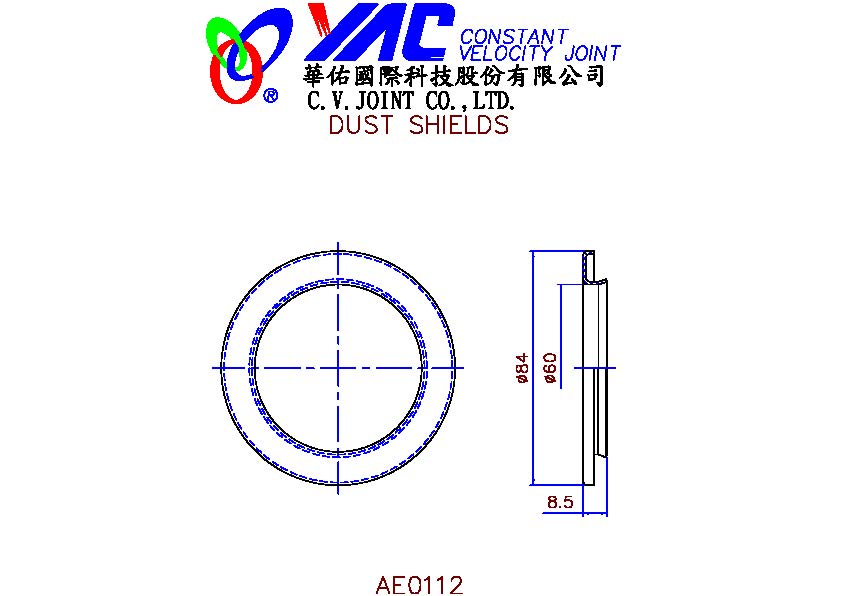 YAC CONSTANT
VELOCITY JOINT
華佑國際科技股份有限公司
®
C.V.JOINT CO.,LTD.
DUST SHIELDS
ø84
ø60
8.5
AE0112